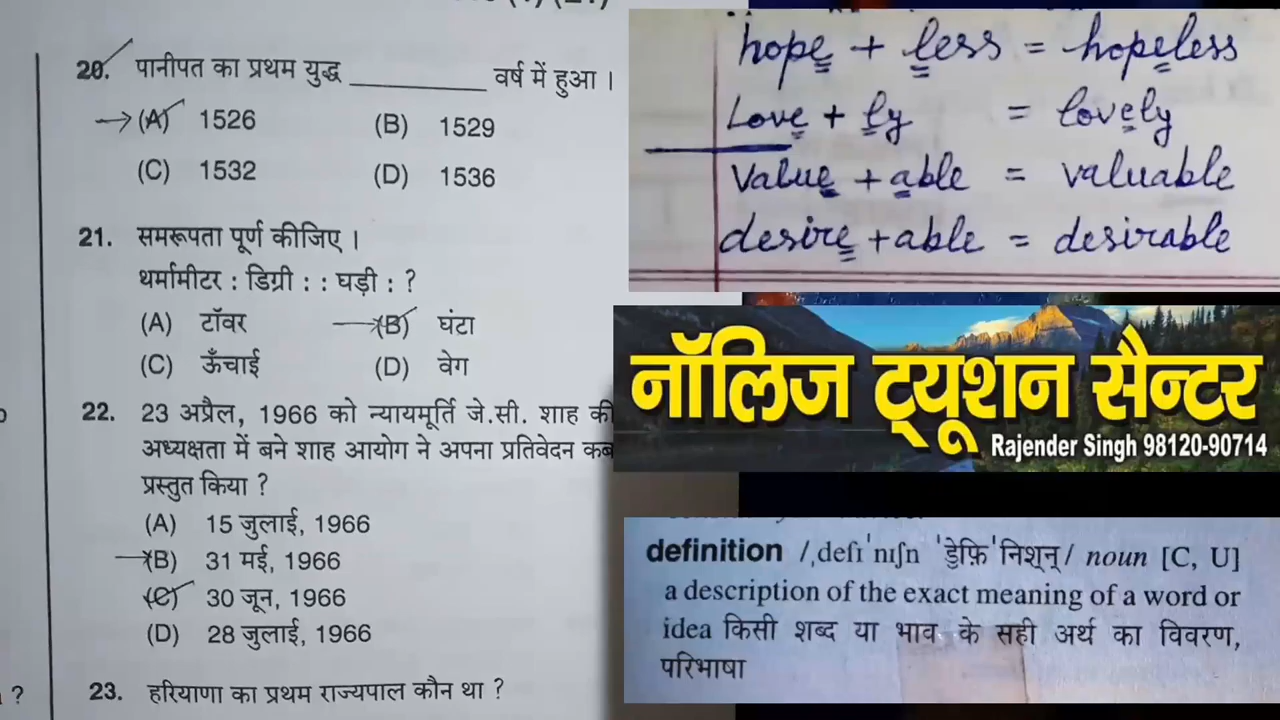 20. पानीपत का प्रथम युद्ध __________ वर्ष में हुआ ।
(A) 1526 (B) 1529
(C) 1532 (D) 1536
21. समरूपता पूर्ण कीजिए ।
थर्मामीटर : डिग्री : : घड़ी : ?
(A) टॉवर (B) घंटा
(C) ऊँचाई (D) वेग
22. 23 अप्रैल, 1966 को न्यायमूर्ति जे.सी. शाह की
अध्यक्षता में बने शाह आयोग ने अपना प्रतिवेदन कब
प्रस्तुत किया ?
(A) 15 जुलाई, 1966
(B) 31 मई, 1966
(C) 30 जून, 1966
(D) 28 जुलाई, 1966
23. हरियाणा का प्रथम राज्यपाल कौन था ?
?
hope + less = hopeless
Love + ly = lovely
value + able = valuable
desire + able = desirable
नॉलिज ट्यूशन सैन्टर
Rajender Singh 98120-90714
definition /ˌdefɪˈnɪʃn ˈड़ेफ़ि ˈनिश्न्/ noun [C, U]
a description of the exact meaning of a word or
idea किसी शब्द या भाव के सही अर्थ का विवरण,
परिभाषा